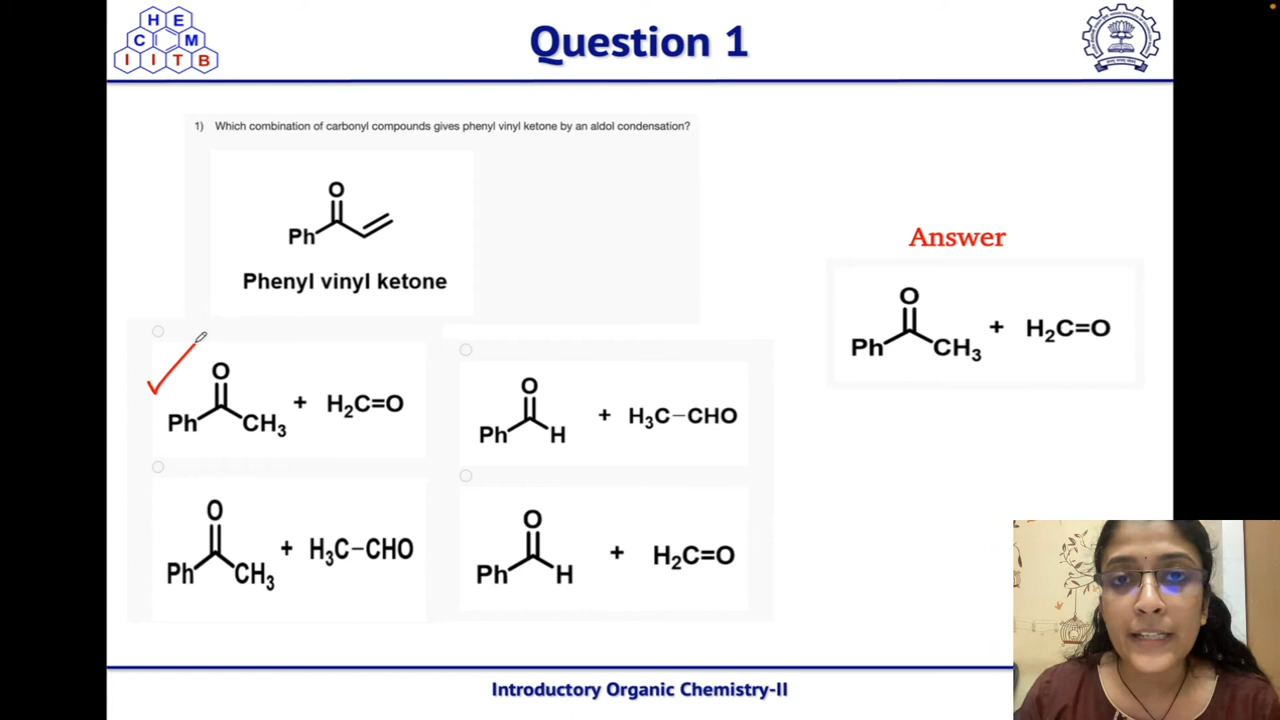 H E
C M
I I T B
Question 1
1) Which combination of carbonyl compounds gives phenyl vinyl ketone by an aldol condensation?
O
Ph
Phenyl vinyl ketone
Answer
O
Ph CH3 + H2C=O
O
Ph CH3 + H2C=O
O
Ph H + H3C–CHO
O
Ph CH3 + H3C–CHO
O
Ph H + H2C=O
Introductory Organic Chemistry-II